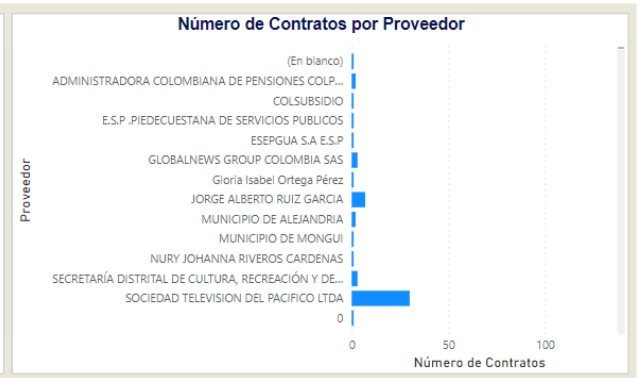 Número de Contratos por Proveedor
(En blanco)
ADMINISTRADORA COLOMBIANA DE PENSIONES COLP...
COLSUBSIDIO
E.S.P .PIEDECUESTANA DE SERVICIOS PUBLICOS
ESEPGUA S.A E.S.P
GLOBALNEWS GROUP COLOMBIA SAS
Gloria Isabel Ortega Pérez
JORGE ALBERTO RUIZ GARCIA
MUNICIPIO DE ALEJANDRIA
MUNICIPIO DE MONGUI
NURY JOHANNA RIVEROS CARDENAS
SECRETARÍA DISTRITAL DE CULTURA, RECREACIÓN Y DE...
SOCIEDAD TELEVISION DEL PACIFICO LTDA
0
Proveedor
0 50 100
Número de Contratos